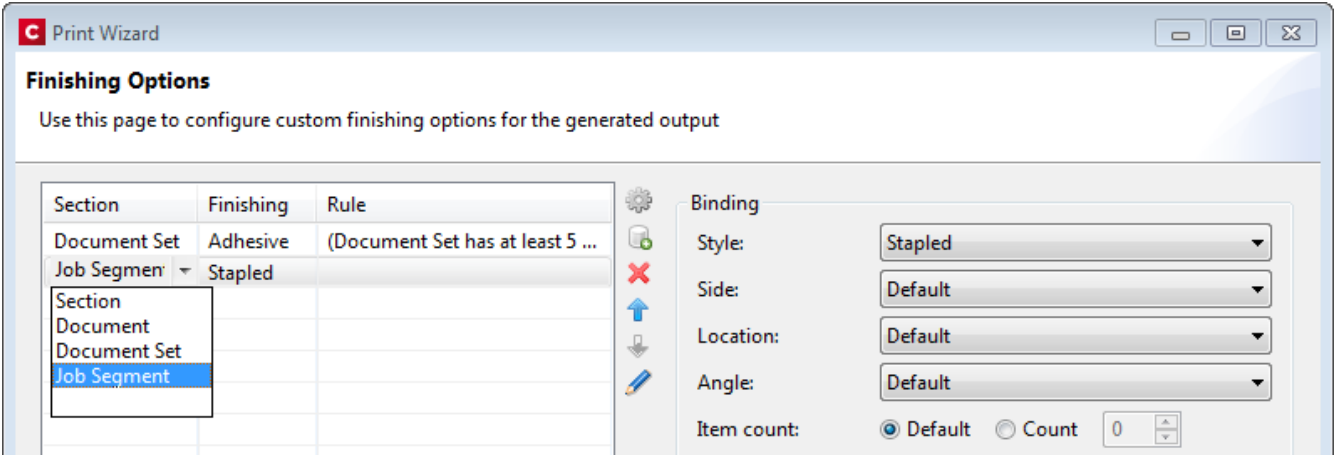 C Print Wizard
Finishing Options
Use this page to configure custom finishing options for the generated output
Section Finishing Rule
Document Set Adhesive (Document Set has at least 5 ...
Job Segmen Stapled
Section
Document
Document Set
Job Segment
Binding
Style: Stapled
Side: Default
Location: Default
Angle: Default
Item count: Default Count 0